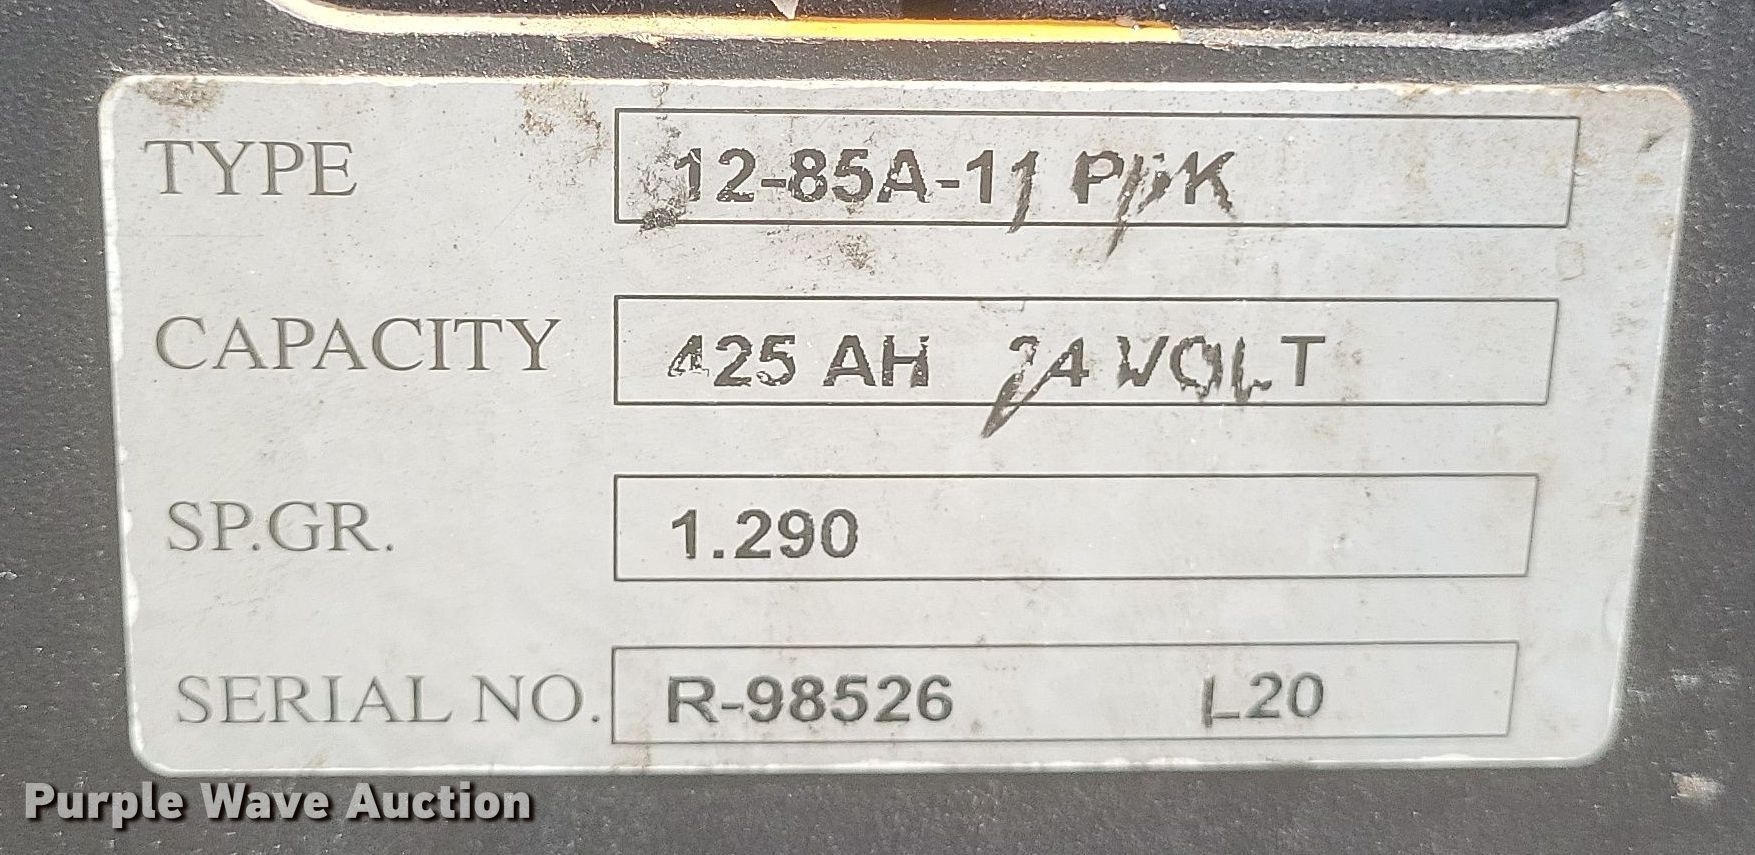 TYPE 12-85A-11
CAPACITY 425 AH 24 VOLT
SP.GR. 1.290
SERIAL NO. R-98526 L20
Purple Wave Auction